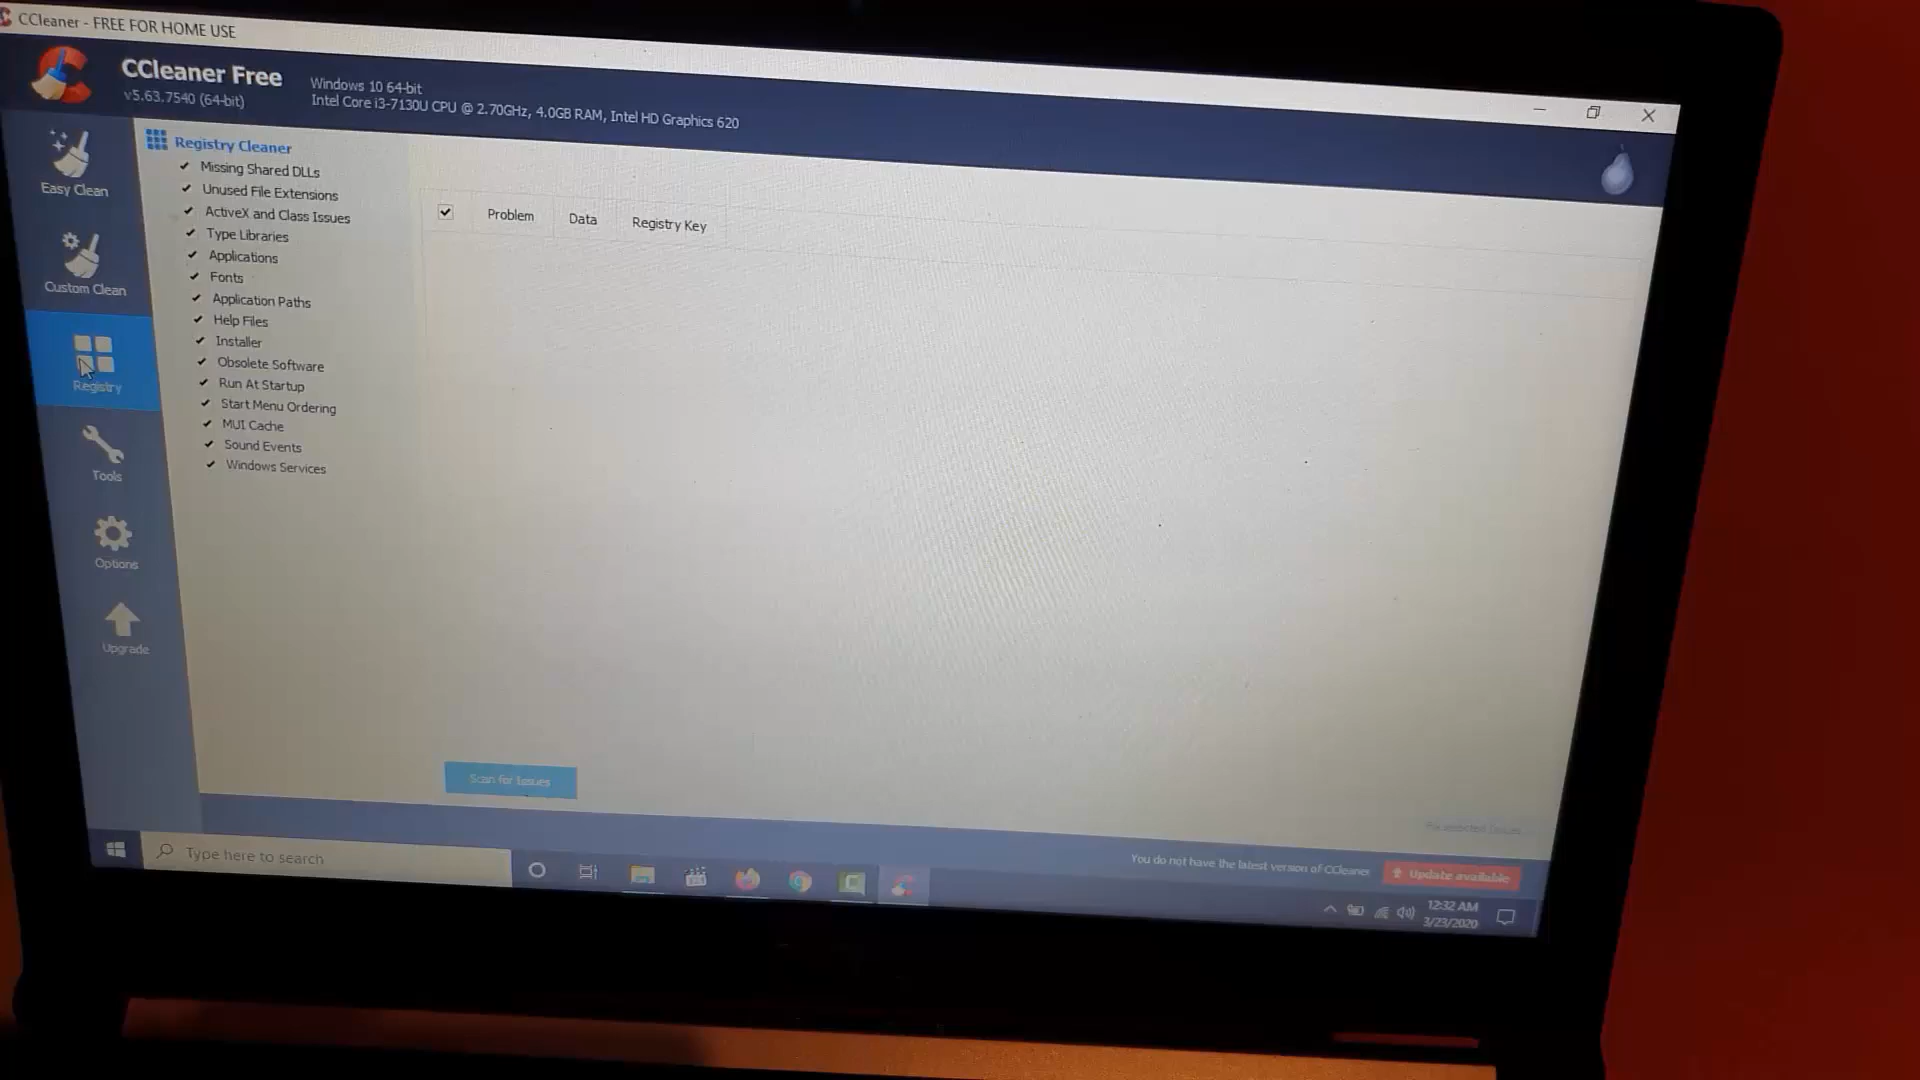 CCleaner - FREE FOR HOME USE
CCleaner Free
v5.63.7540 (64-bit)
Windows 10 64-bit
Intel Core i3-7130U CPU @ 2.70GHz, 4.0GB RAM, Intel HD Graphics 620
Easy Clean
Custom Clean
Registry
Tools
Options
Upgrade
Registry Cleaner
Missing Shared DLLs
Unused File Extensions
ActiveX and Class Issues
Type Libraries
Applications
Fonts
Application Paths
Help Files
Installer
Obsolete Software
Run At Startup
Start Menu Ordering
MUI Cache
Sound Events
Windows Services
Problem
Data
Registry Key
Scan for Issues
You do not have the latest version of CCleaner
Update available
Type here to search
12:32 AM
3/23/2020